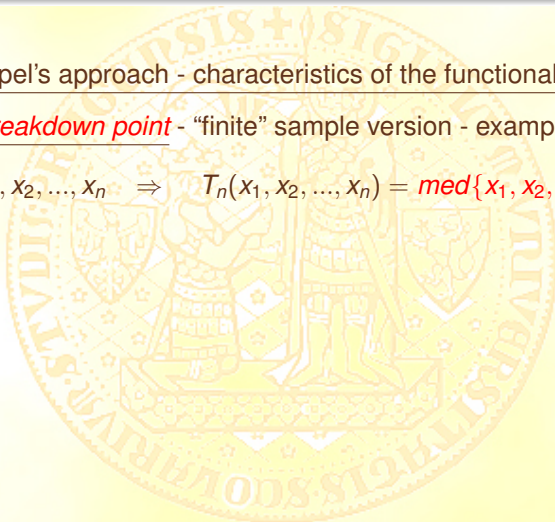 pel's approach - characteristics of the functional
eakdown point - “finite” sample version - examp
, x₂, ..., xₙ ⇒ Tₙ(x₁, x₂, ..., xₙ) = med{x₁, x₂,